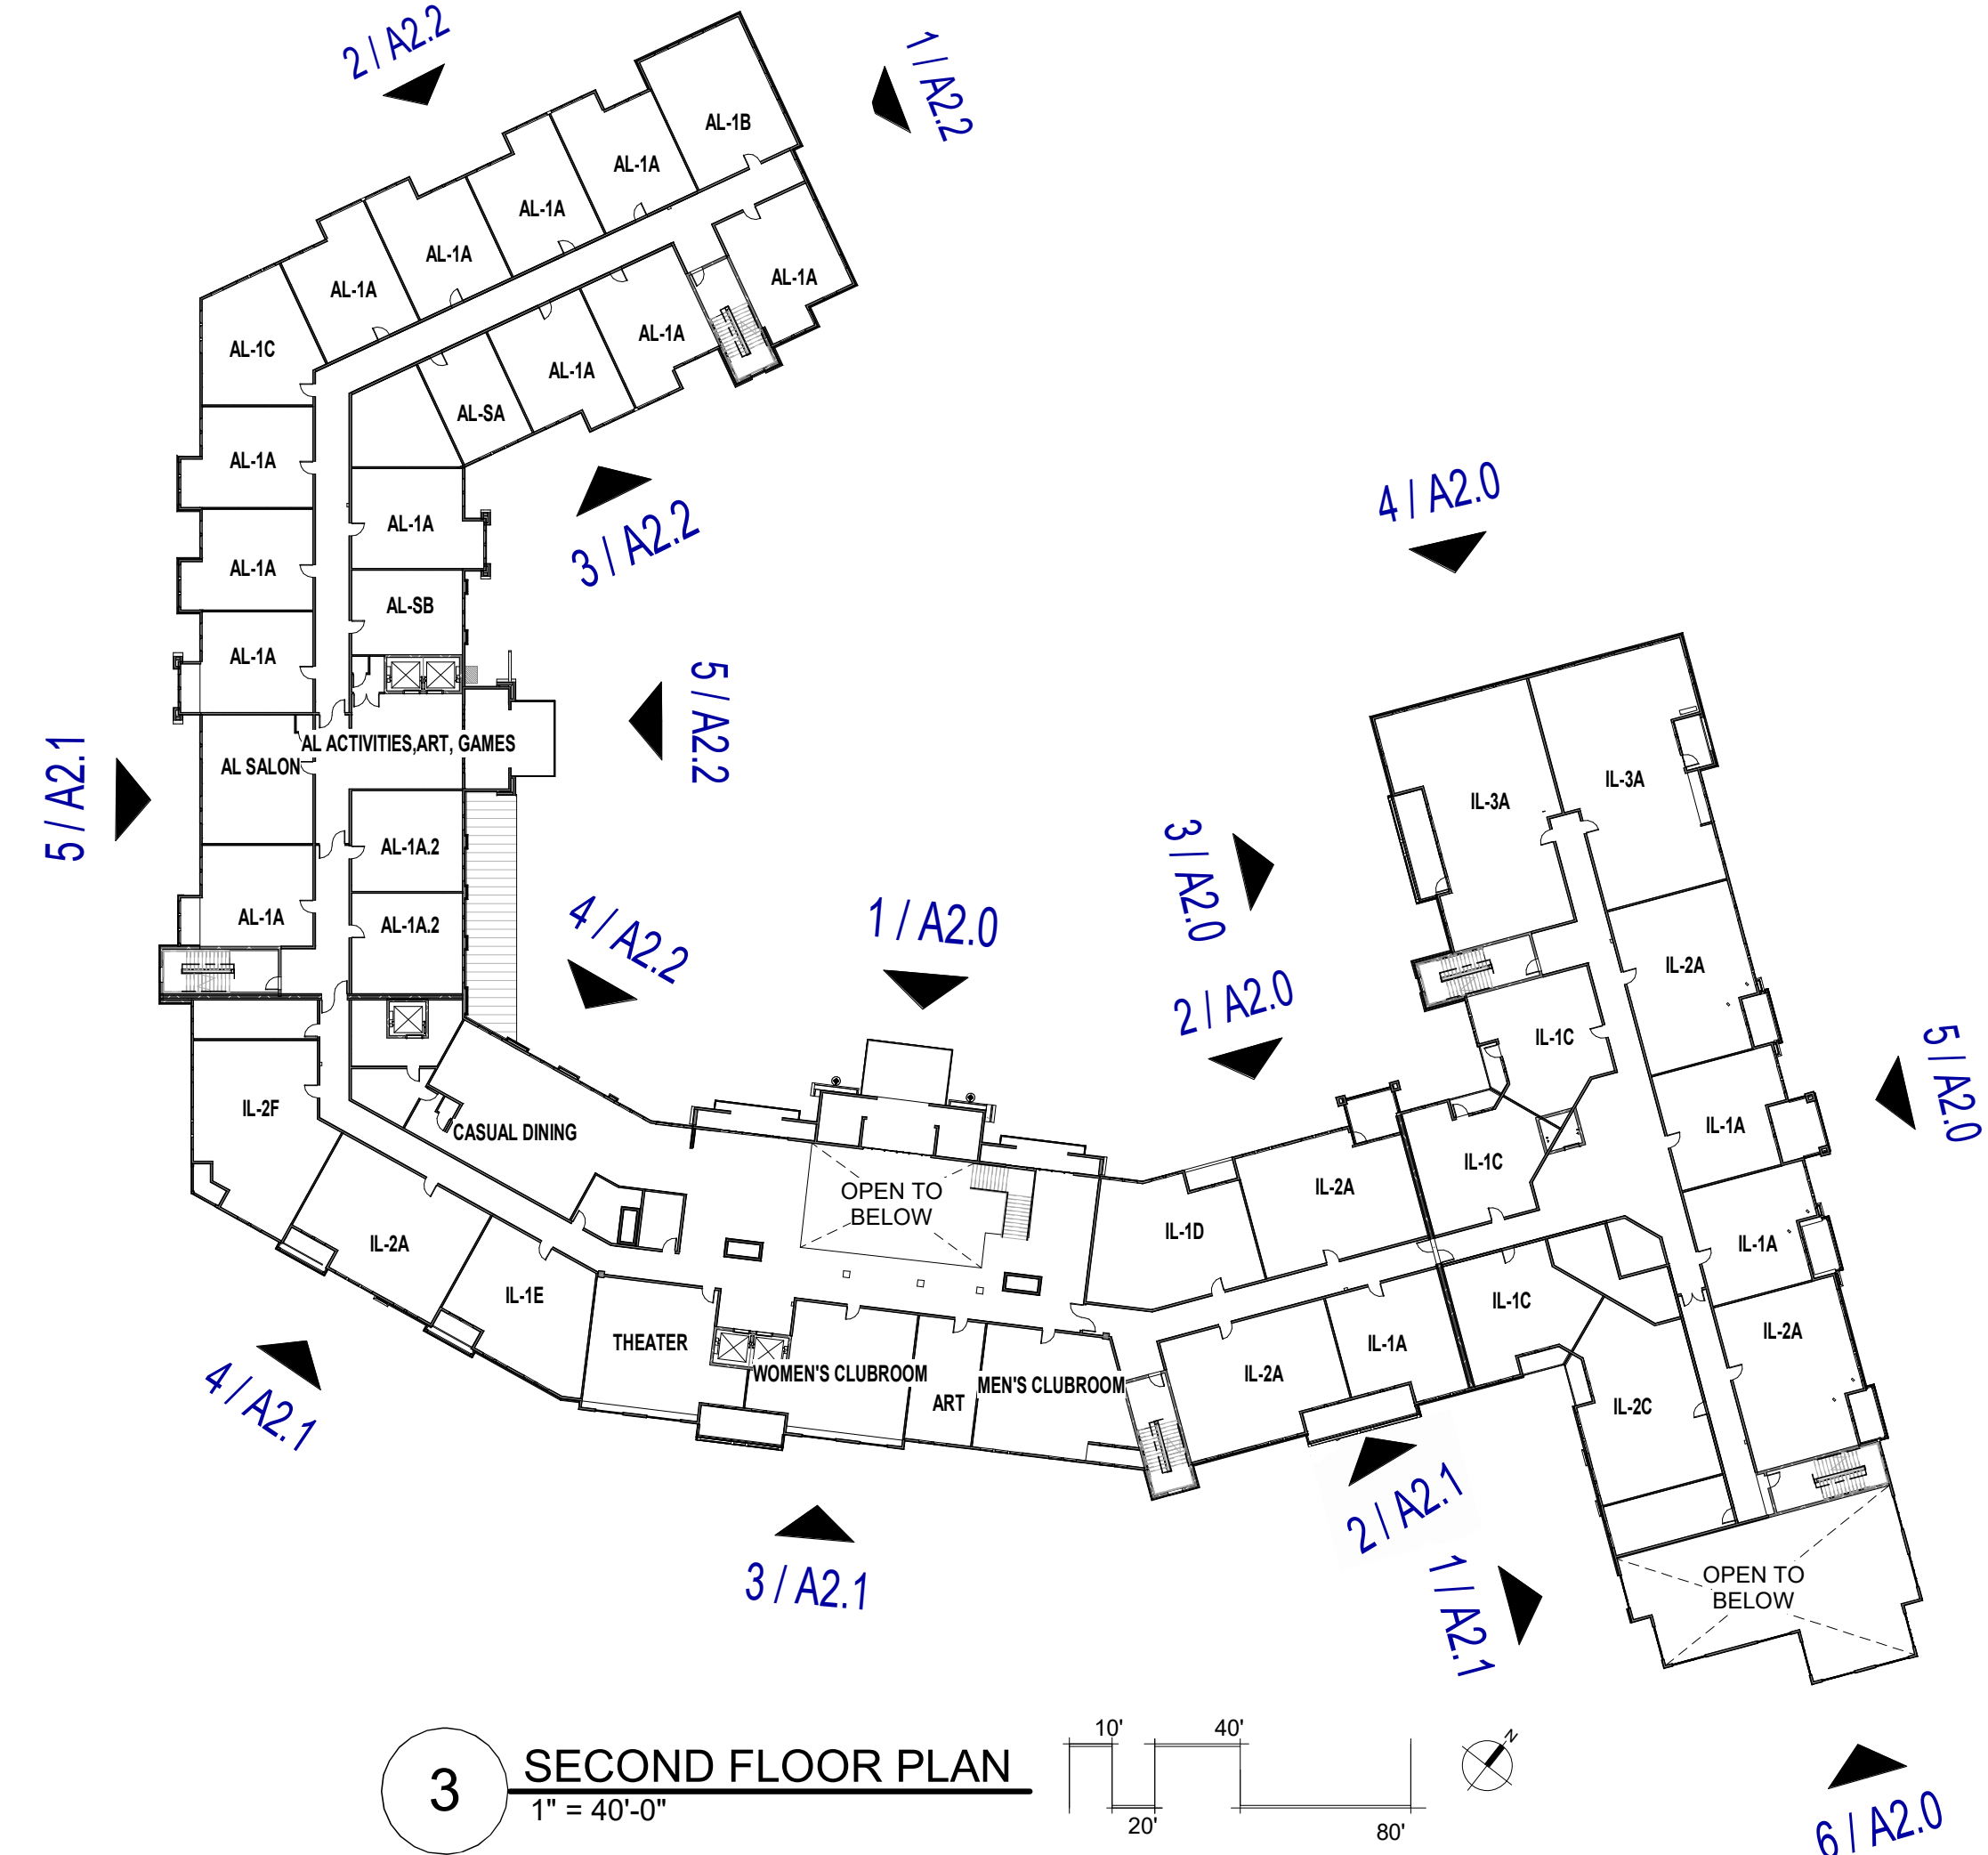 2 / A2.2
1 / A2.2
AL-1B
AL-1A
AL-1A
AL-1A
AL-1A
AL-1A
AL-1C
AL-1A
AL-1A
AL-SA
AL-1A
AL-1A
AL-SB
AL-1A
AL-1A
3 / A2.2
4 / A2.0
5 / A2.2
AL ACTIVITIES,ART, GAMES
AL SALON
5 / A2.1
AL-1A.2
AL-1A
AL-1A.2
4 / A2.2
1 / A2.0
3 / A2.0
2 / A2.0
IL-3A
IL-3A
IL-2A
IL-1C
5 / A2.0
IL-2F
CASUAL DINING
IL-1A
IL-1C
OPEN TO
BELOW
IL-2A
IL-1D
IL-2A
IL-1A
IL-1E
IL-1C
THEATER
WOMEN'S CLUBROOM
ART
MEN'S CLUBROOM
IL-2A
IL-1A
IL-2A
IL-2C
4 / A2.1
3 / A2.1
2 / A2.1
1 / A2.1
OPEN TO
BELOW
3
SECOND FLOOR PLAN
1" = 40'-0"
10'
40'
20'
80'
N
6 / A2.0